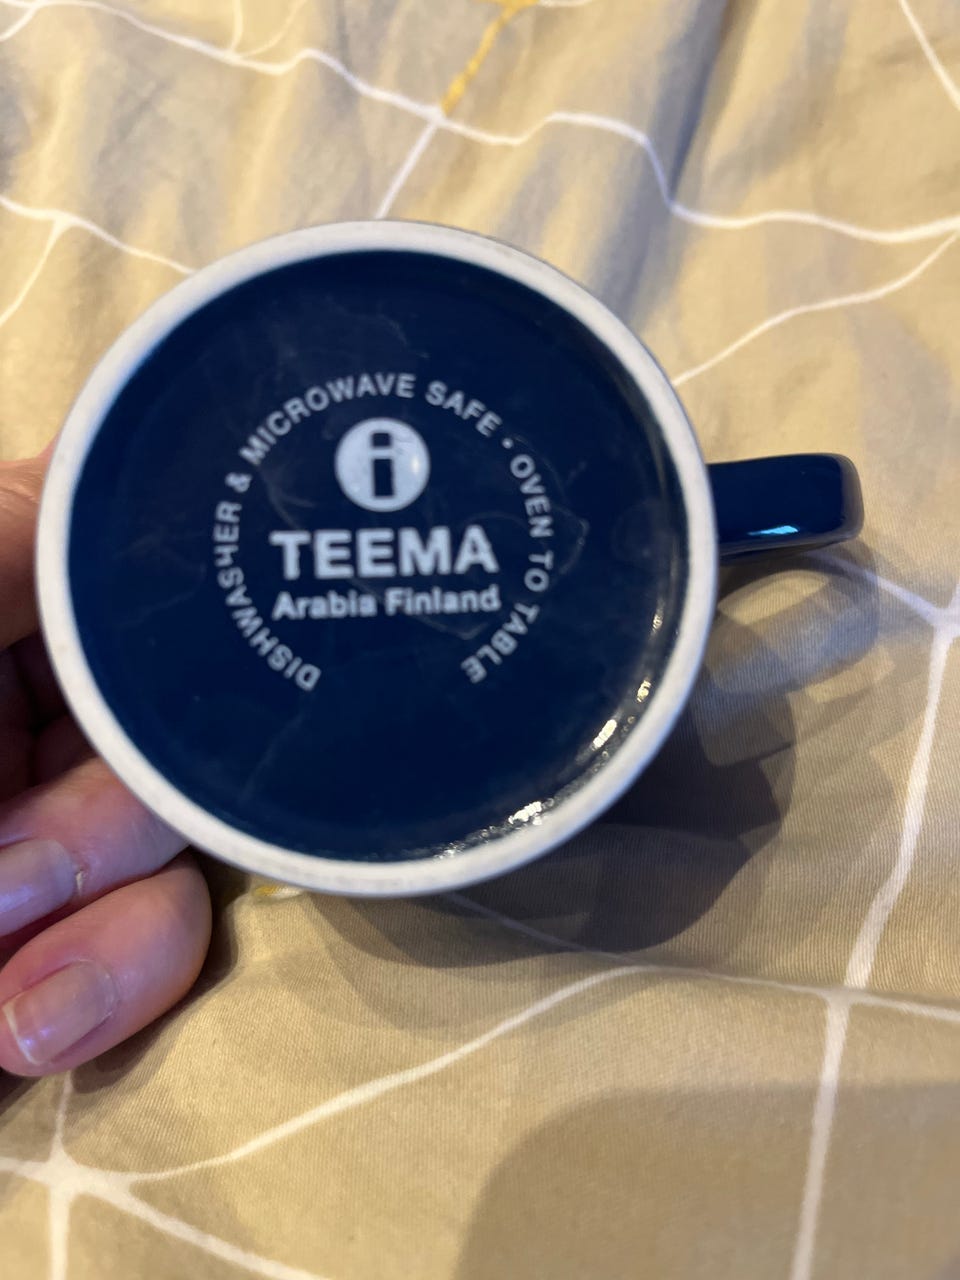 DISHWASHER & MICROWAVE SAFE • OVEN TO TABLE
i
TEEMA
Arabia Finland